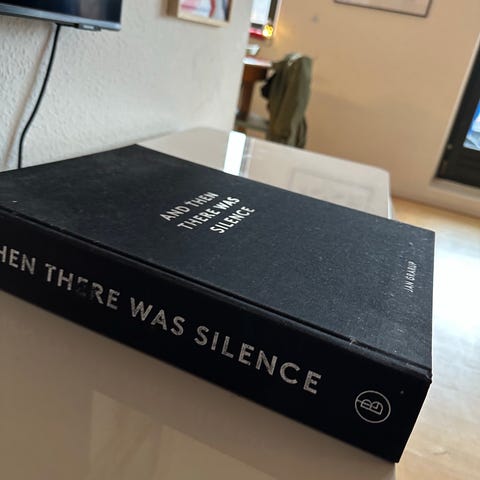 AND THEN
THERE WAS
SILENCE
JAN GRARUP
HEN THERE WAS SILENCE
B